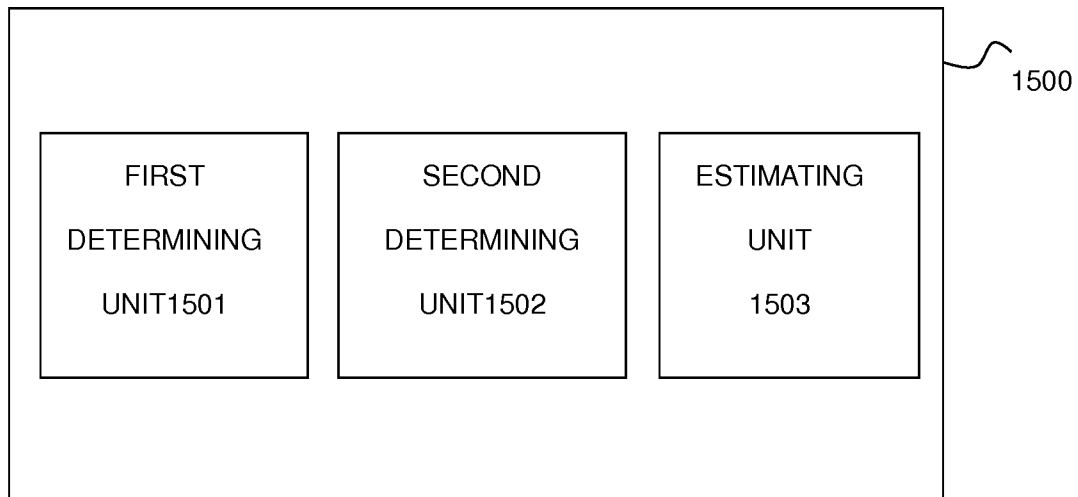 1500
FIRST
DETERMINING
UNIT1501
SECOND
DETERMINING
UNIT1502
ESTIMATING
UNIT
1503